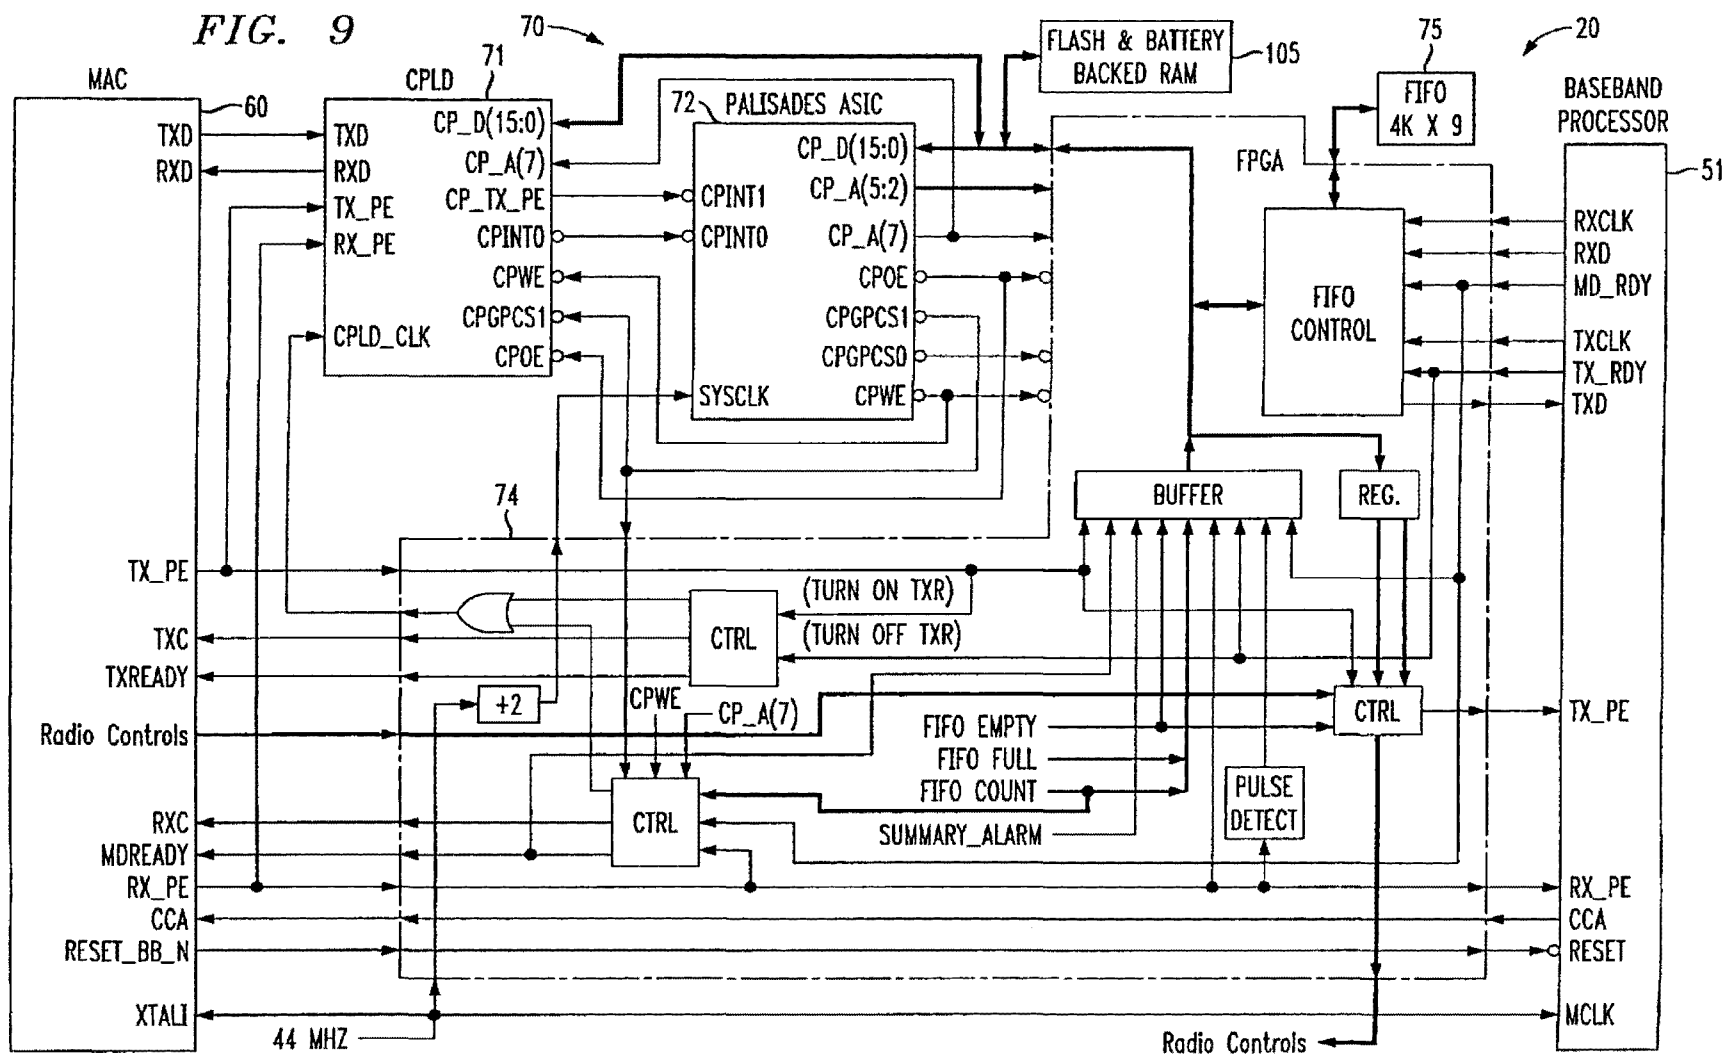 FIG. 9
70
20
MAC
60
TXD
RXD
TX_PE
TXC
TXREADY
Radio Controls
RXC
MDREADY
RX_PE
CCA
RESET_BB_N
XTALI
44 MHZ
CPLD
71
TXD
RXD
TX_PE
RX_PE
CPLD_CLK
CP_D(15:0)
CP_A(7)
CP_TX_PE
CPINT0
CPWE
CPGPCS1
CPOE
72
PALISADES ASIC
CPINT1
CPINT0
SYSCLK
CP_D(15:0)
CP_A(5:2)
CP_A(7)
CPOE
CPGPCS1
CPGPCS0
CPWE
FLASH & BATTERY
BACKED RAM
105
75
FIFO
4K X 9
FPGA
FIFO
CONTROL
BUFFER
REG.
74
(TURN ON TXR)
(TURN OFF TXR)
CTRL
+2
CPWE
CP_A(7)
CTRL
FIFO EMPTY
FIFO FULL
FIFO COUNT
SUMMARY_ALARM
PULSE
DETECT
CTRL
Radio Controls
BASEBAND
PROCESSOR
51
RXCLK
RXD
MD_RDY
TXCLK
TX_RDY
TXD
TX_PE
RX_PE
CCA
RESET
MCLK